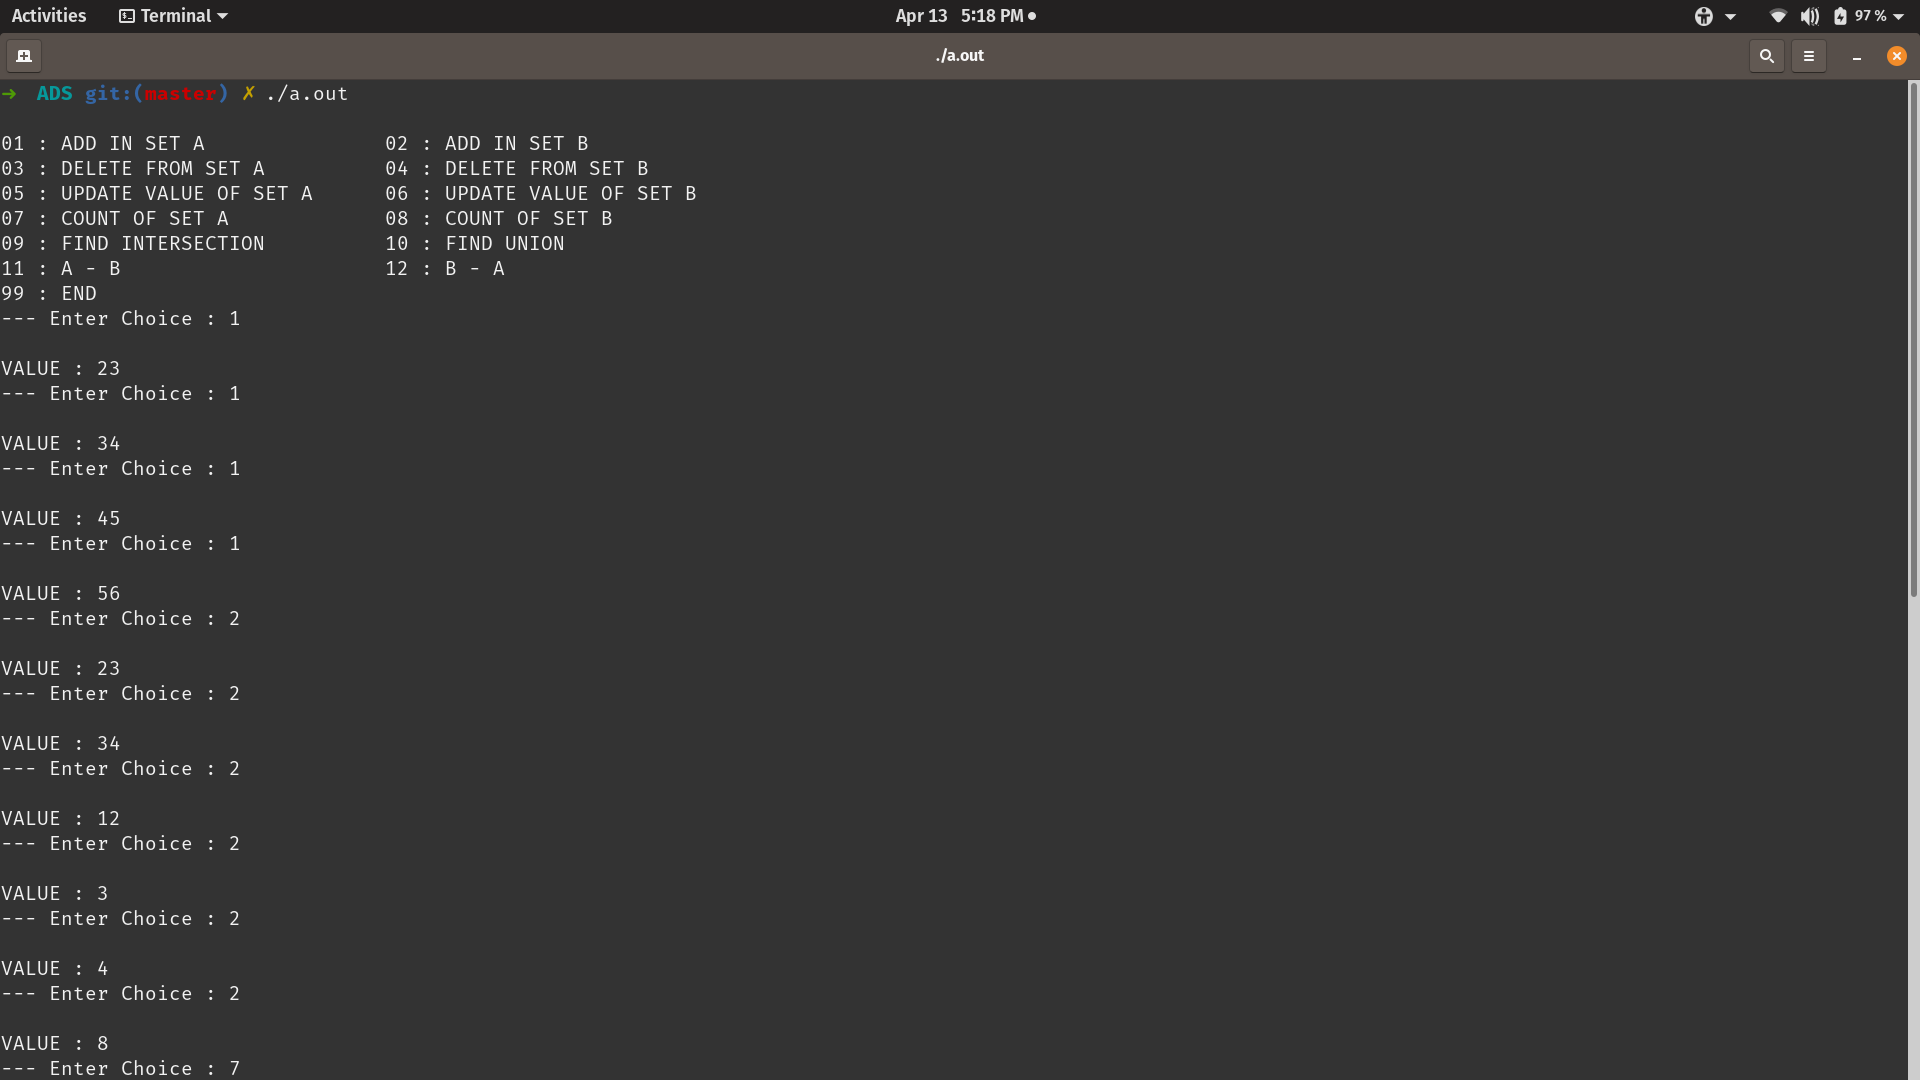 Activities Terminal Apr 13 5:18 PM 97 %
./a.out
→ ADS git:(master) ✗ ./a.out
01 : ADD IN SET A 02 : ADD IN SET B
03 : DELETE FROM SET A 04 : DELETE FROM SET B
05 : UPDATE VALUE OF SET A 06 : UPDATE VALUE OF SET B
07 : COUNT OF SET A 08 : COUNT OF SET B
09 : FIND INTERSECTION 10 : FIND UNION
11 : A - B 12 : B - A
99 : END
--- Enter Choice : 1
VALUE : 23
--- Enter Choice : 1
VALUE : 34
--- Enter Choice : 1
VALUE : 45
--- Enter Choice : 1
VALUE : 56
--- Enter Choice : 2
VALUE : 23
--- Enter Choice : 2
VALUE : 34
--- Enter Choice : 2
VALUE : 12
--- Enter Choice : 2
VALUE : 3
--- Enter Choice : 2
VALUE : 4
--- Enter Choice : 2
VALUE : 8
--- Enter Choice : 7